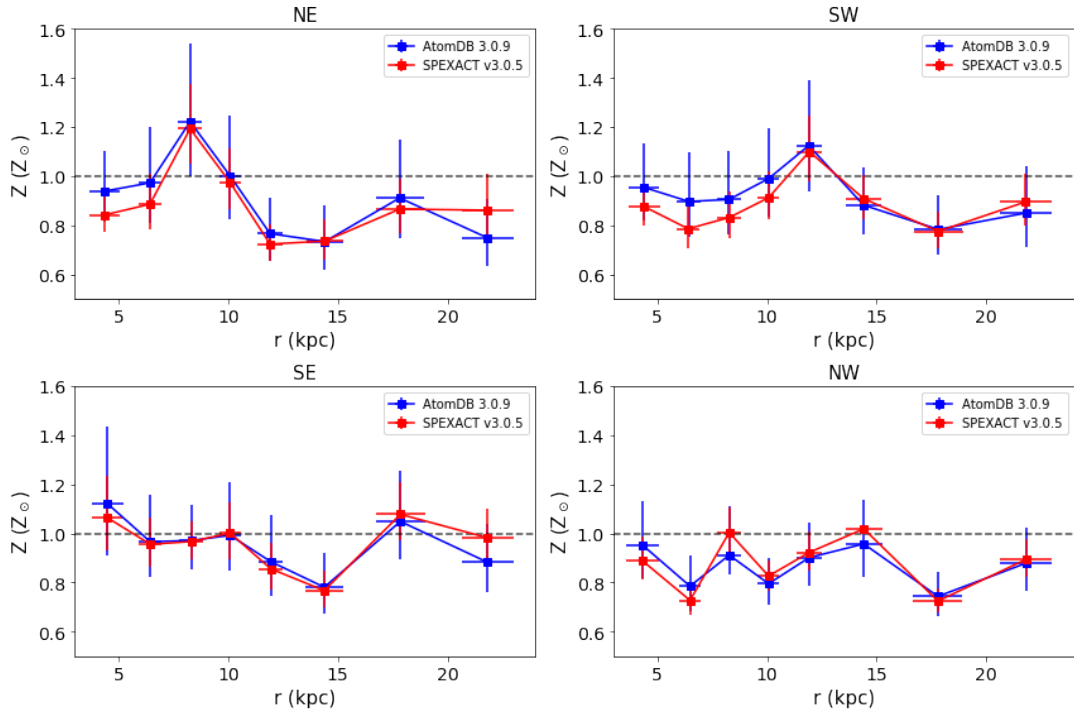 NE
1.6
1.4
1.2
1.0
0.8
0.6
Z (Z⊙)
AtomDB 3.0.9
SPEXACT v3.0.5
5
10
15
20
r (kpc)
SW
1.6
1.4
1.2
1.0
0.8
0.6
Z (Z⊙)
AtomDB 3.0.9
SPEXACT v3.0.5
5
10
15
20
r (kpc)
SE
1.6
1.4
1.2
1.0
0.8
0.6
Z (Z⊙)
AtomDB 3.0.9
SPEXACT v3.0.5
5
10
15
20
r (kpc)
NW
1.6
1.4
1.2
1.0
0.8
0.6
Z (Z⊙)
AtomDB 3.0.9
SPEXACT v3.0.5
5
10
15
20
r (kpc)